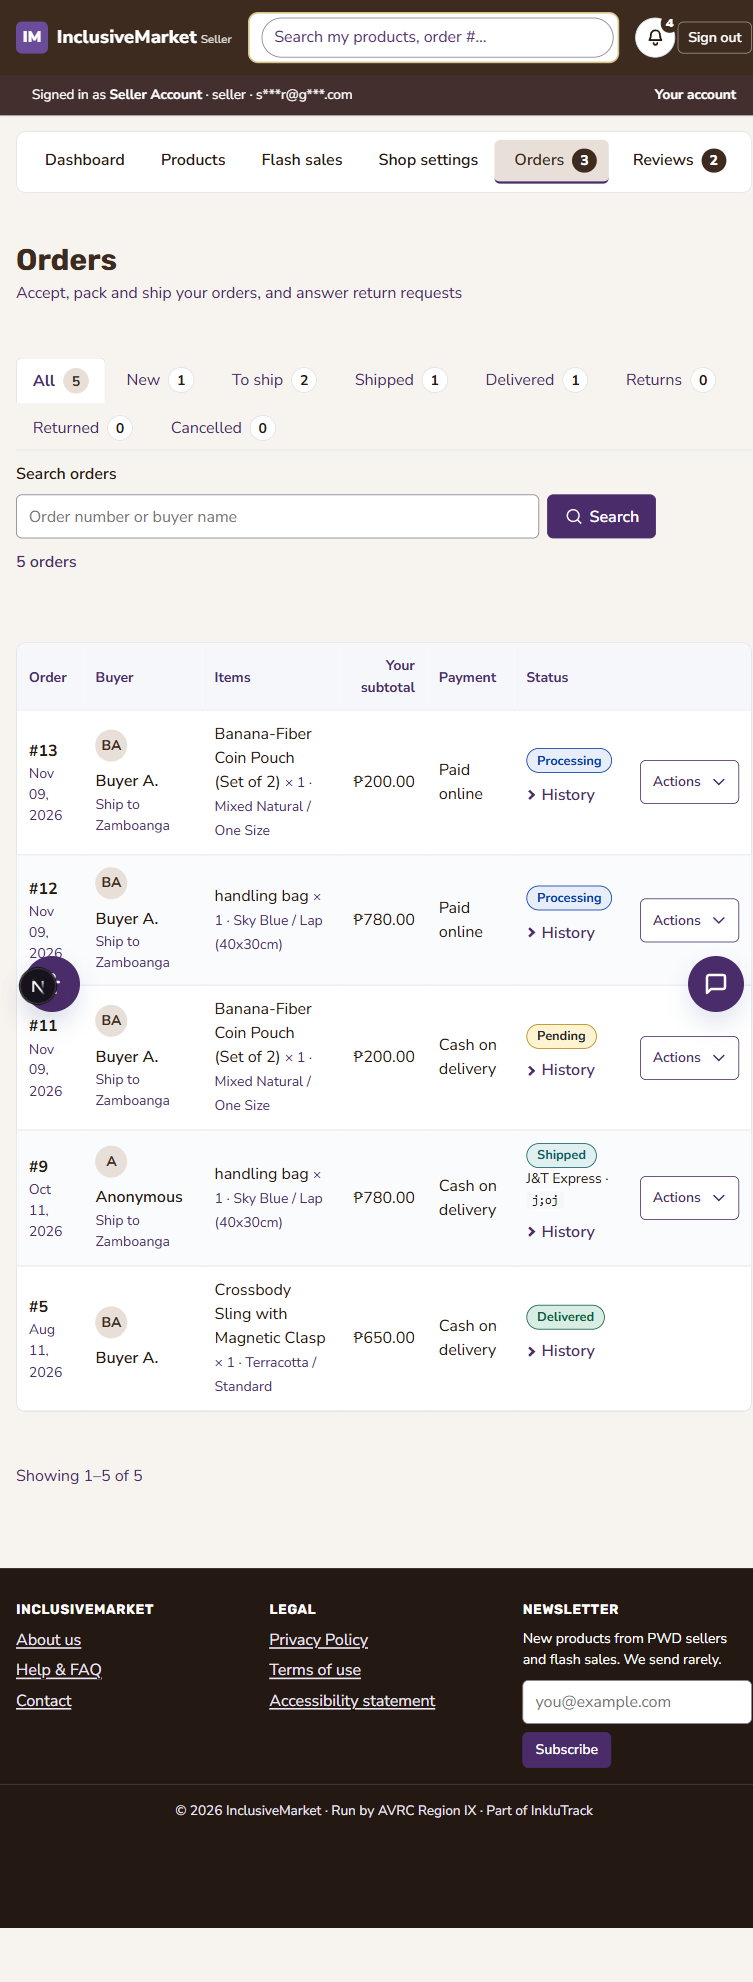 IM InclusiveMarket Seller
Search my products, order #...
4
Sign out
Signed in as Seller Account · seller · s***r@g***.com
Your account
Dashboard
Products
Flash sales
Shop settings
Orders 3
Reviews 2
Orders
Accept, pack and ship your orders, and answer return requests
All 5
New 1
To ship 2
Shipped 1
Delivered 1
Returns 0
Returned 0
Cancelled 0
Search orders
Order number or buyer name
Search
5 orders
Order
Buyer
Items
Your
subtotal
Payment
Status
#13
Nov
09,
2026
BA
Buyer A.
Ship to
Zamboanga
Banana-Fiber
Coin Pouch
(Set of 2) × 1 ·
Mixed Natural /
One Size
₱200.00
Paid
online
Processing
History
Actions
#12
Nov
09,
2026
BA
Buyer A.
Ship to
Zamboanga
handling bag ×
1 · Sky Blue / Lap
(40x30cm)
₱780.00
Paid
online
Processing
History
Actions
N
#11
Nov
09,
2026
BA
Buyer A.
Ship to
Zamboanga
Banana-Fiber
Coin Pouch
(Set of 2) × 1 ·
Mixed Natural /
One Size
₱200.00
Cash on
delivery
Pending
History
Actions
#9
Oct
11,
2026
A
Anonymous
Ship to
Zamboanga
handling bag ×
1 · Sky Blue / Lap
(40x30cm)
₱780.00
Cash on
delivery
Shipped
J&T Express ·
j;oj
History
Actions
#5
Aug
11,
2026
BA
Buyer A.
Crossbody
Sling with
Magnetic Clasp
× 1 · Terracotta /
Standard
₱650.00
Cash on
delivery
Delivered
History
Showing 1–5 of 5
INCLUSIVEMARKET
About us
Help & FAQ
Contact
LEGAL
Privacy Policy
Terms of use
Accessibility statement
NEWSLETTER
New products from PWD sellers
and flash sales. We send rarely.
you@example.com
Subscribe
© 2026 InclusiveMarket · Run by AVRC Region IX · Part of InkluTrack